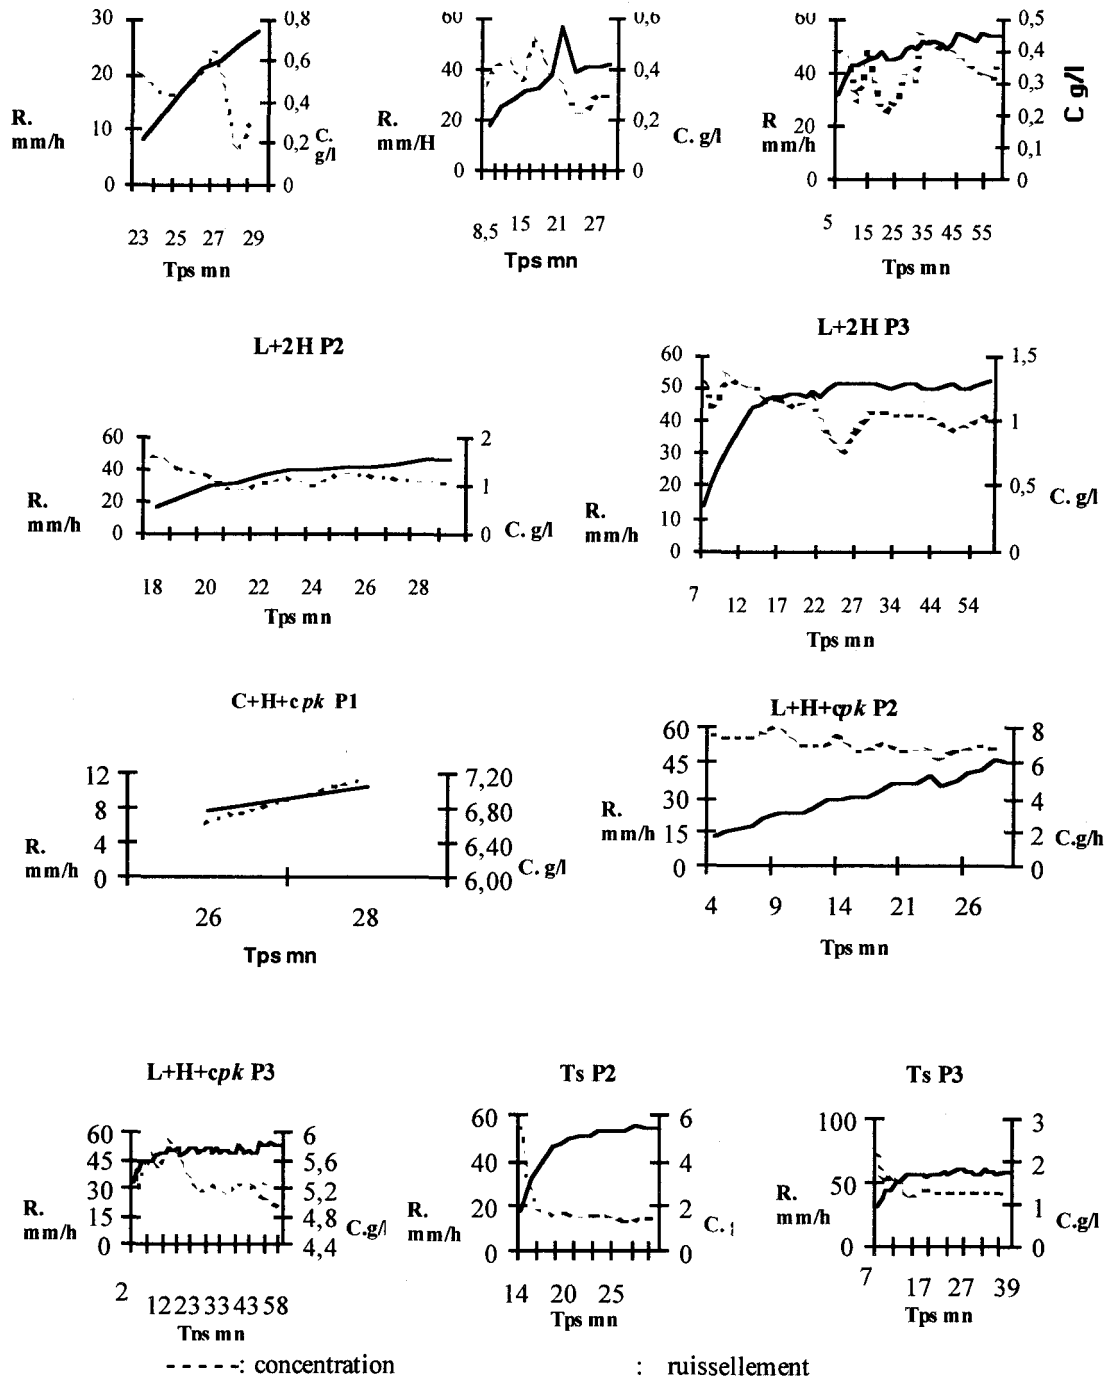 30
20
10
0
0,8
0,6
0,4
0,2
0
R.
mm/h
C.
g/l
23 25 27 29
Tps mn
60
40
20
0
0,6
0,4
0,2
0
R.
mm/H
C. g/l
8,5 15 21 27
Tps mn
60
40
20
0
0,5
0,4
0,3
0,2
0,1
0
R
mm/h
C g/l
5 15 25 35 45 55
Tps mn
L+2H P2
60
40
20
0
2
1
0
R.
mm/h
C. g/l
18 20 22 24 26 28
Tps mn
L+2H P3
60
50
40
30
20
10
0
1,5
1
0,5
0
R.
mm/h
C. g/l
7 12 17 22 27 34 44 54
Tps mn
C+H+cpk P1
12
8
4
0
7,20
6,80
6,40
6,00
R.
mm/h
C. g/l
26 28
Tps mn
L+H+cpk P2
60
45
30
15
0
8
6
4
2
0
R.
mm/h
C.g/h
4 9 14 21 26
Tps mn
L+H+cpk P3
60
45
30
15
0
6
5,6
5,2
4,8
4,4
R.
mm/h
C.g/l
2 12 23 33 43 58
Tps mn
Ts P2
60
40
20
0
6
4
2
0
R.
mm/h
C.
14 20 25
Tps mn
Ts P3
100
50
0
3
2
1
0
R.
mm/h
C.g/l
7 17 27 39
Tps mn
-----: concentration
: ruissellement